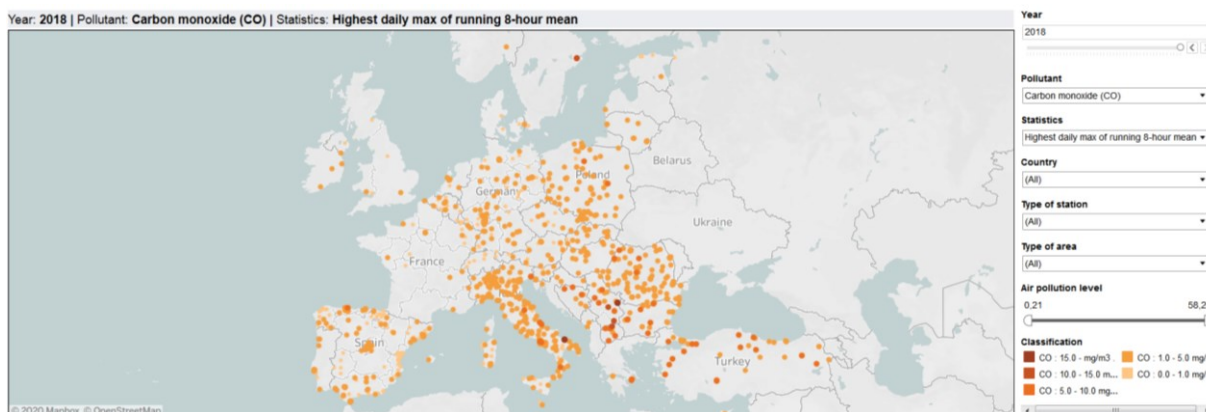 Year: 2018 | Pollutant: Carbon monoxide (CO) | Statistics: Highest daily max of running 8-hour mean
Belarus
Poland
German
Ukraine
France
Spain
Turkey
© 2020 Mapbox © OpenStreetMap
Year
2018
Pollutant
Carbon monoxide (CO)
Statistics
Highest daily max of running 8-hour mean
Country
(All)
Type of station
(All)
Type of area
(All)
Air pollution level
0,21 58,2
Classification
CO : 15.0 - mg/m3 . CO : 1.0 - 5.0 mg/
CO : 10.0 - 15.0 m... CO : 0.0 - 1.0 mg/
CO : 5.0 - 10.0 mg...